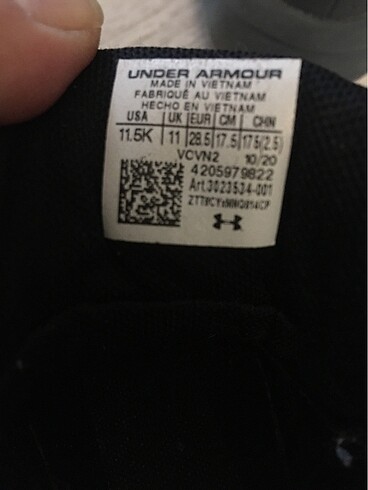 UNDER ARMOUR
MADE IN VIETNAM
FABRIQUÉ AU VIETNAM
HECHO EN VIETNAM
USA UK EUR CM CHN
11.5K 11 28.5 17.5 175(2.5)
VCVN2 10/20
4205979822
Art.3023534-001